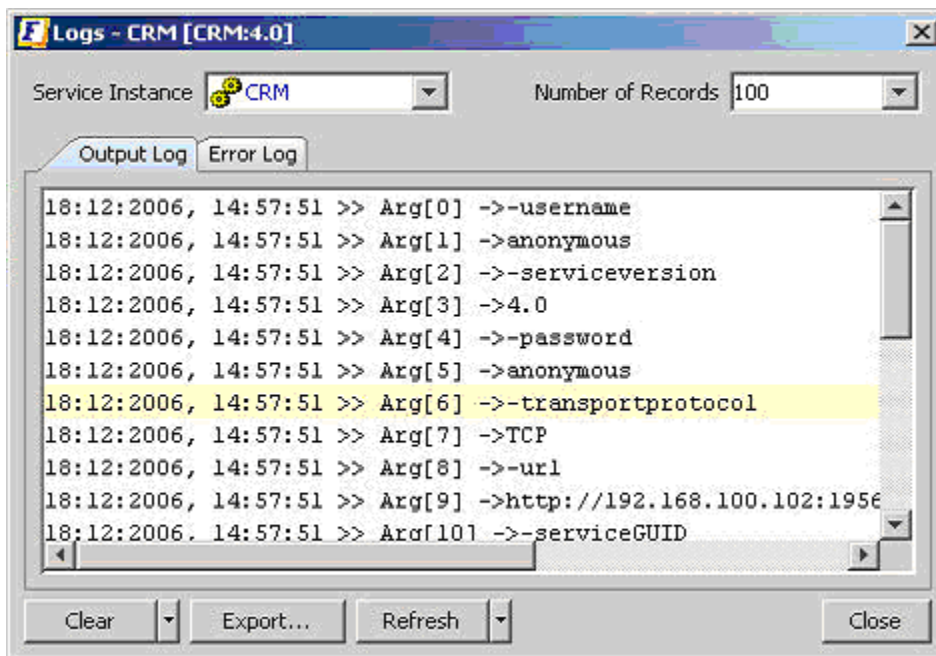 Logs - CRM [CRM:4.0]
Service Instance CRM Number of Records 100
Output Log Error Log
18:12:2006, 14:57:51 >> Arg[0] ->-username
18:12:2006, 14:57:51 >> Arg[1] ->anonymous
18:12:2006, 14:57:51 >> Arg[2] ->-serviceversion
18:12:2006, 14:57:51 >> Arg[3] ->4.0
18:12:2006, 14:57:51 >> Arg[4] ->-password
18:12:2006, 14:57:51 >> Arg[5] ->anonymous
18:12:2006, 14:57:51 >> Arg[6] ->-transportprotocol
18:12:2006, 14:57:51 >> Arg[7] ->TCP
18:12:2006, 14:57:51 >> Arg[8] ->-url
18:12:2006, 14:57:51 >> Arg[9] ->http://192.168.100.102:1956
18:12:2006, 14:57:51 >> Arg[10] ->-serviceGUID
Clear Export... Refresh Close